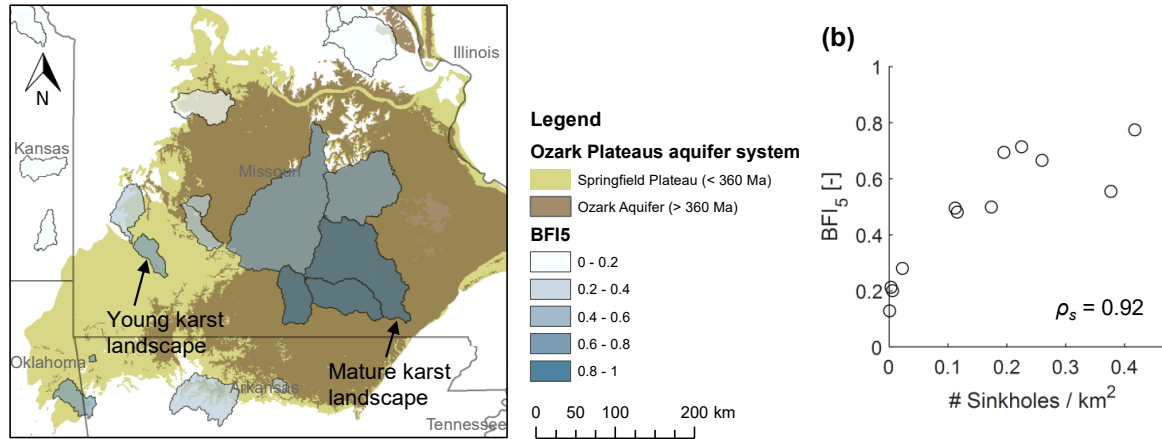 Illinois
N
Kansas
Missouri
Young karst
landscape
Oklahoma
Arkansas
Mature karst
landscape
Tennessee
Legend
Ozark Plateaus aquifer system
Springfield Plateau (< 360 Ma)
Ozark Aquifer (> 360 Ma)
BFI5
0 - 0.2
0.2 - 0.4
0.4 - 0.6
0.6 - 0.8
0.8 - 1
0 50 100 200 km
(b)
1
0.8
0.6
0.4
0.2
0
BFI5 [-]
ρs = 0.92
0 0.1 0.2 0.3 0.4
# Sinkholes / km²